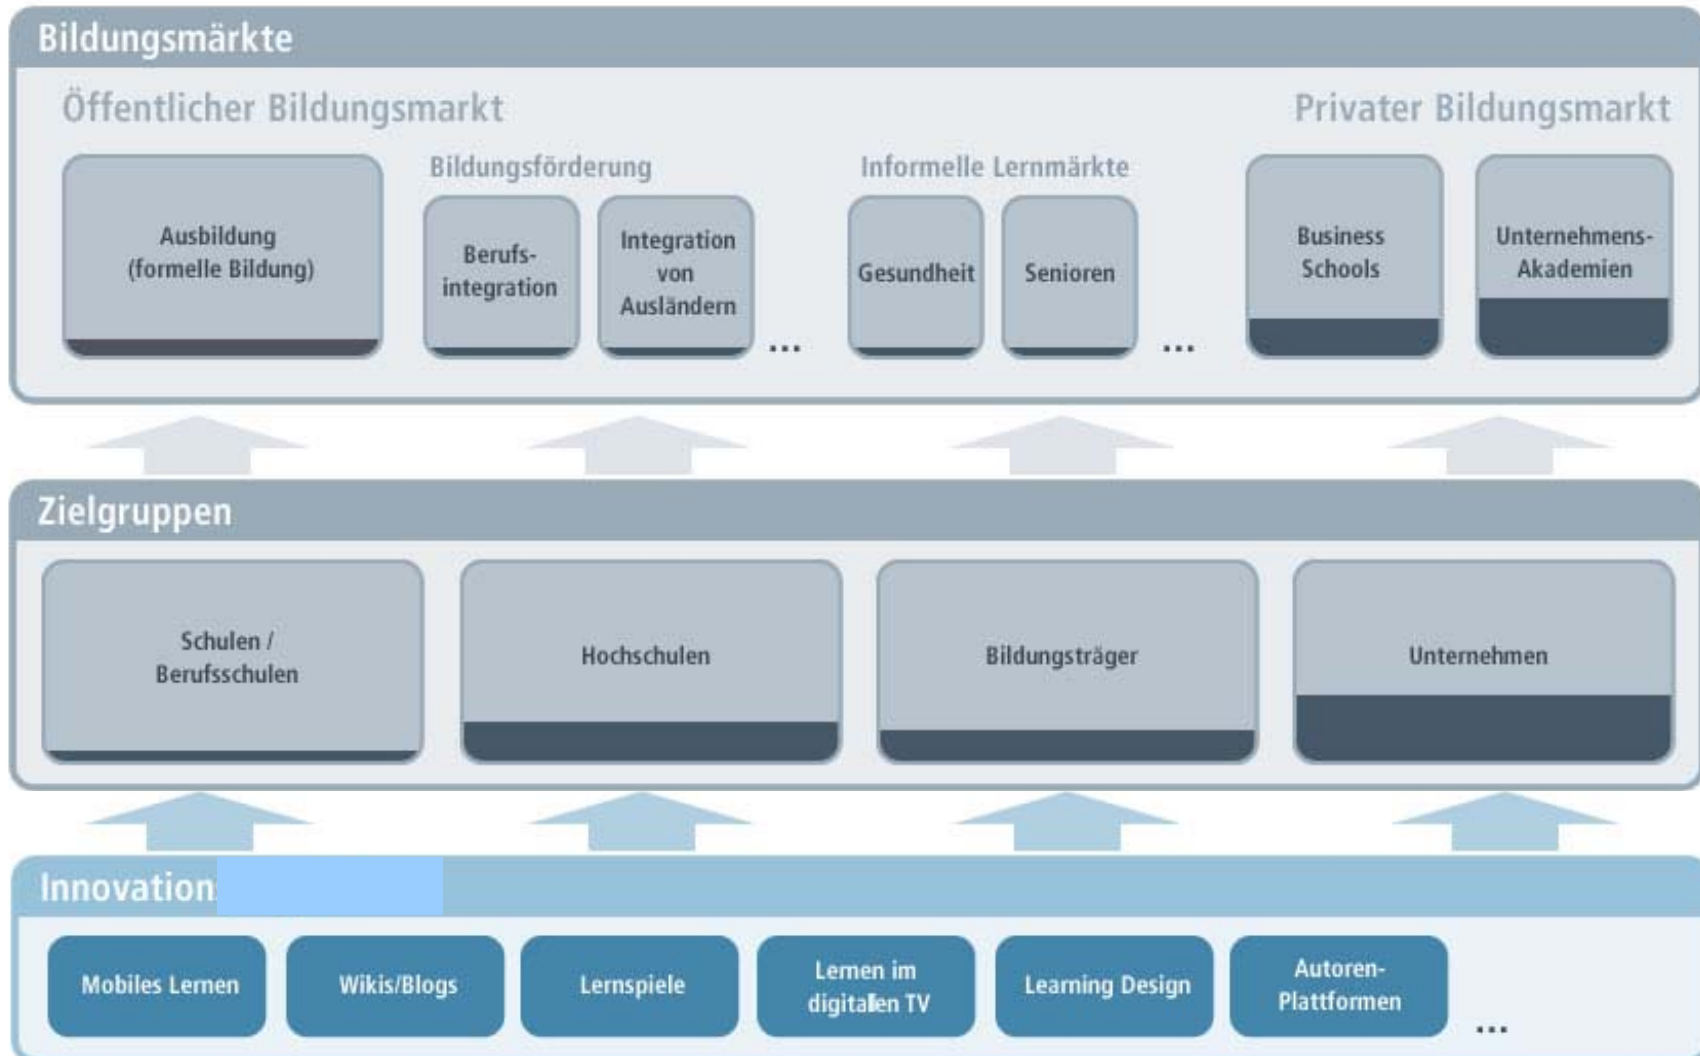 Bildungsmärkte
Öffentlicher Bildungsmarkt
Privater Bildungsmarkt
Bildungsförderung
Informelle Lernmärkte
Ausbildung
(formelle Bildung)
Berufs-
integration
Integration
von
Ausländern
...
Gesundheit
Senioren
...
Business
Schools
Unternehmens-
Akademien
Zielgruppen
Schulen /
Berufsschulen
Hochschulen
Bildungsträger
Unternehmen
Innovation
Mobiles Lernen
Wikis/Blogs
Lernspiele
Lernen im
digitalen TV
Learning Design
Autoren-
Plattformen
...